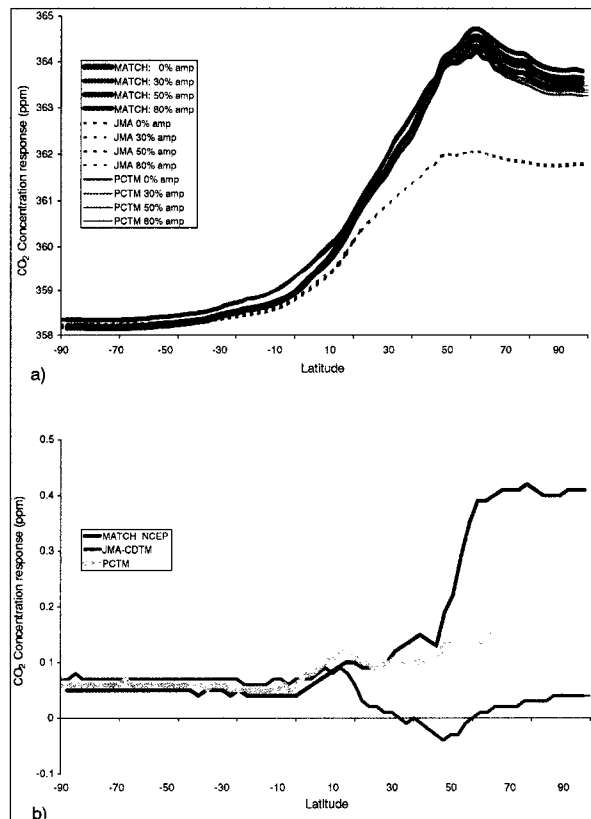 365
364
363
362
361
360
359
358
CO₂ Concentration response (ppm)
MATCH: 0% amp
MATCH: 30% amp
MATCH: 50% amp
MATCH: 80% amp
JMA 0% amp
JMA 30% amp
JMA 50% amp
JMA 80% amp
PCTM 0% amp
PCTM 30% amp
PCTM 50% amp
PCTM 80% amp
-90 -70 -50 -30 -10 10 30 50 70 90
Latitude
a)
0.5
0.4
0.3
0.2
0.1
0
-0.1
CO₂ Concentration response (ppm)
MATCH NCEP
JMA-CDTM
PCTM
-90 -70 -50 -30 -10 10 30 50 70 90
Latitude
b)